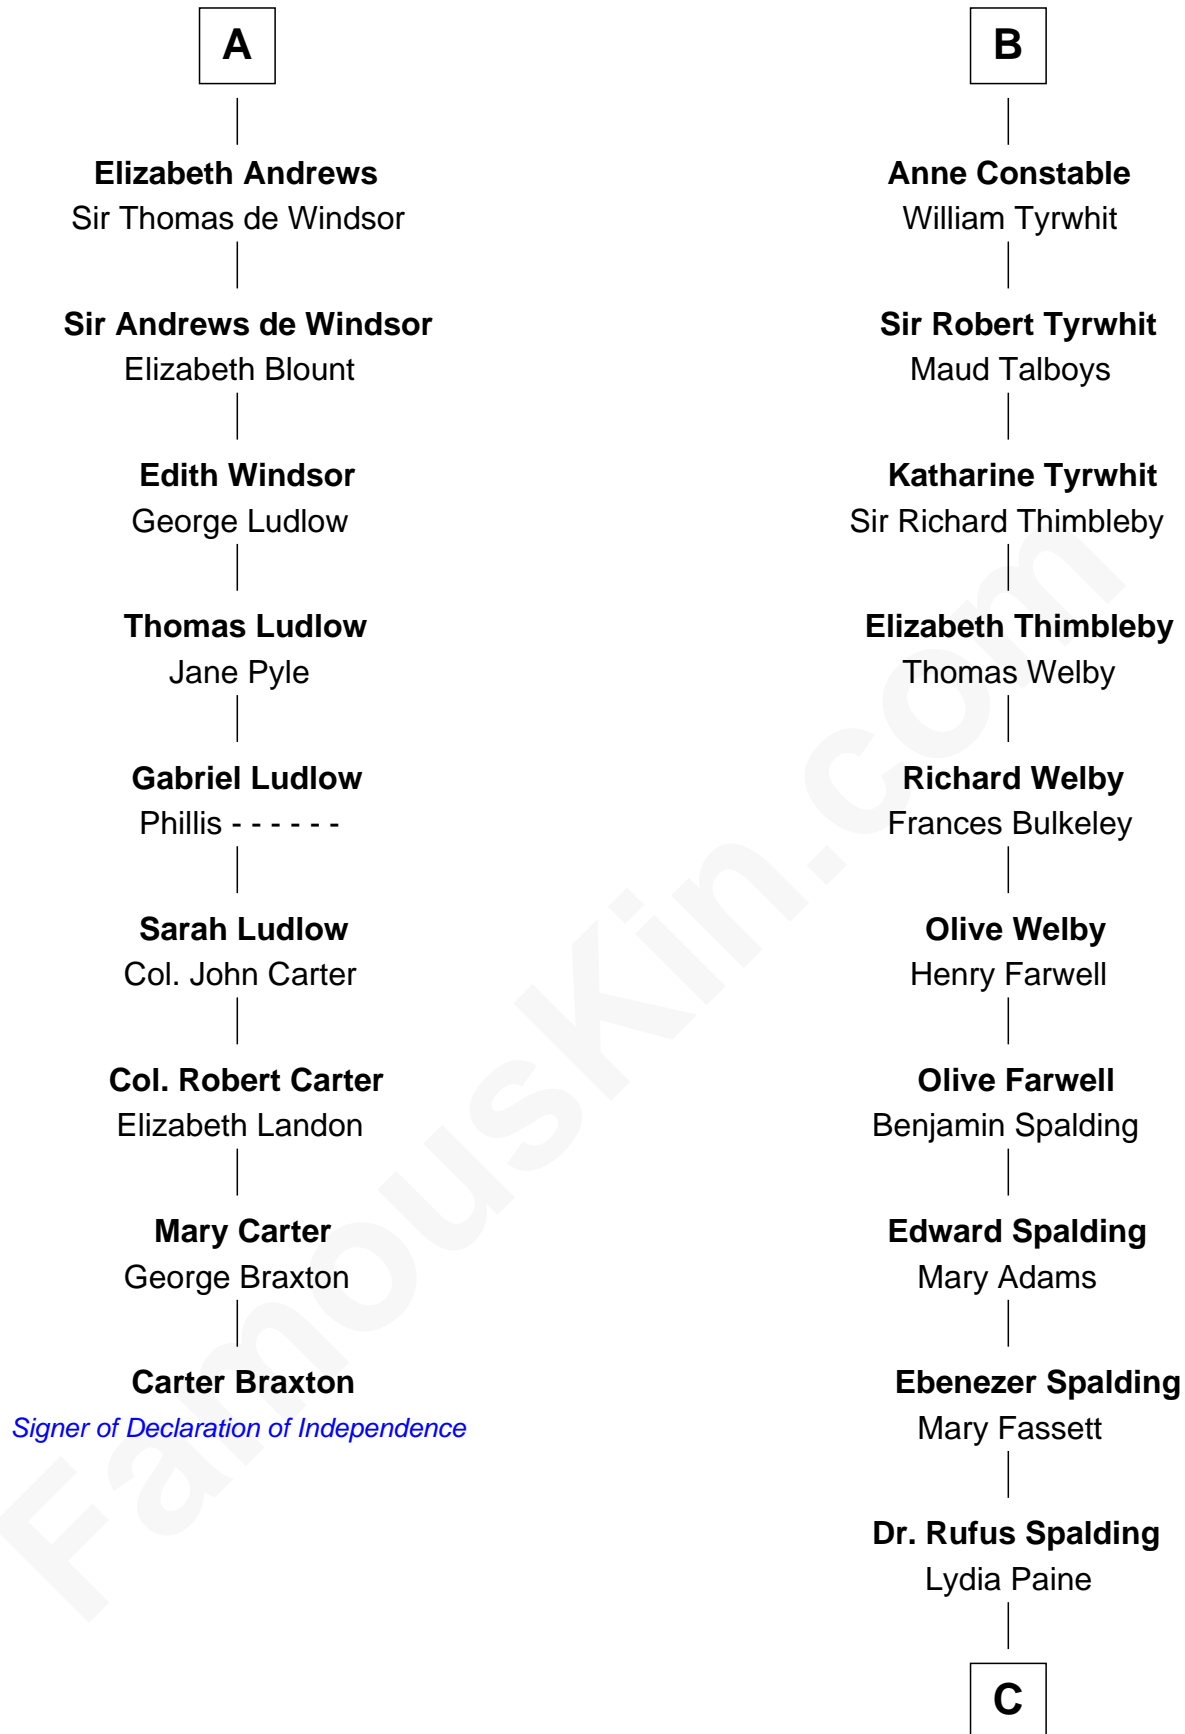 A
Elizabeth Andrews
Sir Thomas de Windsor
Sir Andrews de Windsor
Elizabeth Blount
Edith Windsor
George Ludlow
Thomas Ludlow
Jane Pyle
Gabriel Ludlow
Phillis - - - - - -
Sarah Ludlow
Col. John Carter
Col. Robert Carter
Elizabeth Landon
Mary Carter
George Braxton
Carter Braxton
Signer of Declaration of Independence
B
Anne Constable
William Tyrwhit
Sir Robert Tyrwhit
Maud Talboys
Katharine Tyrwhit
Sir Richard Thimbleby
Elizabeth Thimbleby
Thomas Welby
Richard Welby
Frances Bulkeley
Olive Welby
Henry Farwell
Olive Farwell
Benjamin Spalding
Edward Spalding
Mary Adams
Ebenezer Spalding
Mary Fassett
Dr. Rufus Spalding
Lydia Paine
C
FamousKin.com